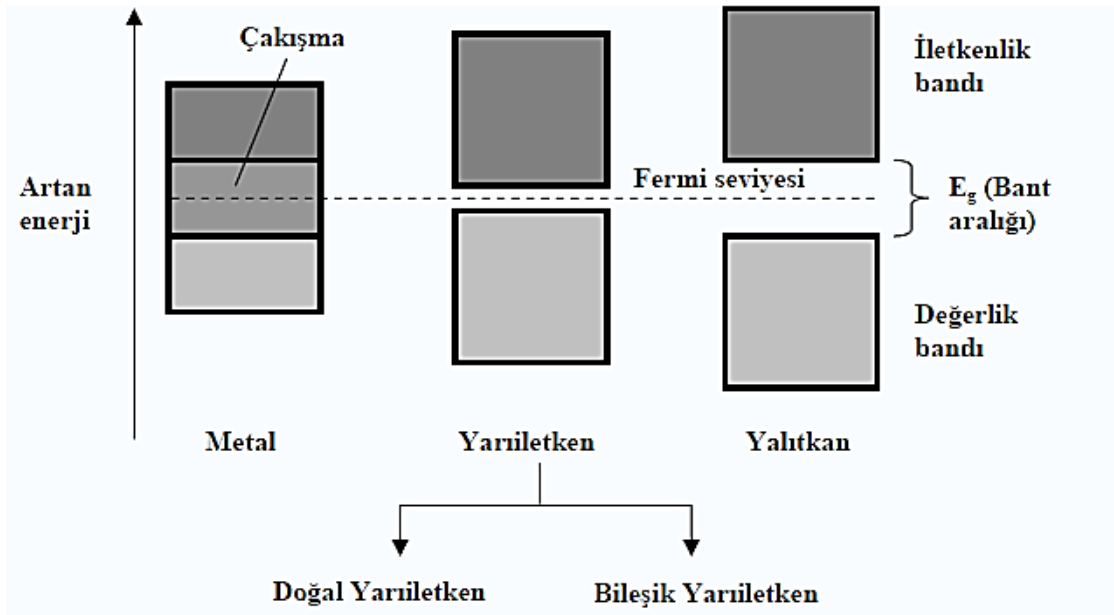 Çakışma
İletkenlik
bandı
Artan
enerji
Fermi seviyesi
Eg (Bant
aralığı)
Değerlik
bandı
Metal
Yarıiletken
Yalıtkan
Doğal Yarıiletken
Bileşik Yarıiletken